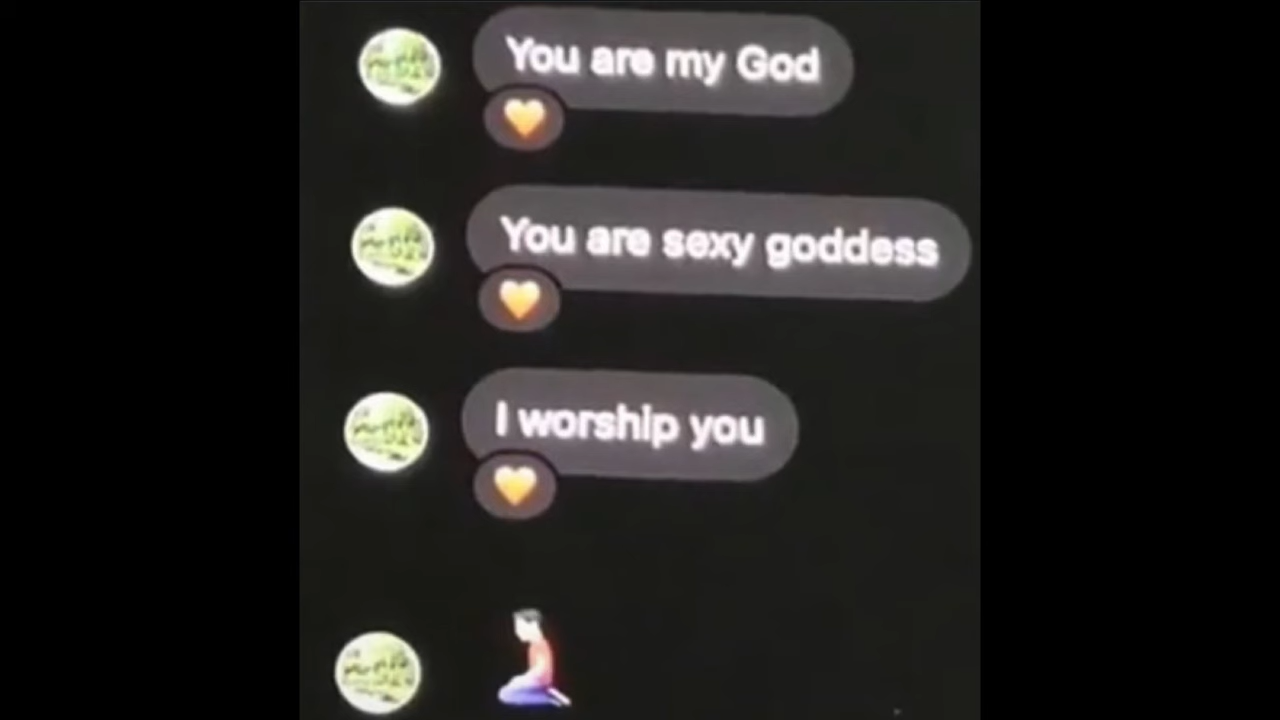 You are my God
🧡
You are sexy goddess
🧡
I worship you
🧡
🧎🏻‍♂️